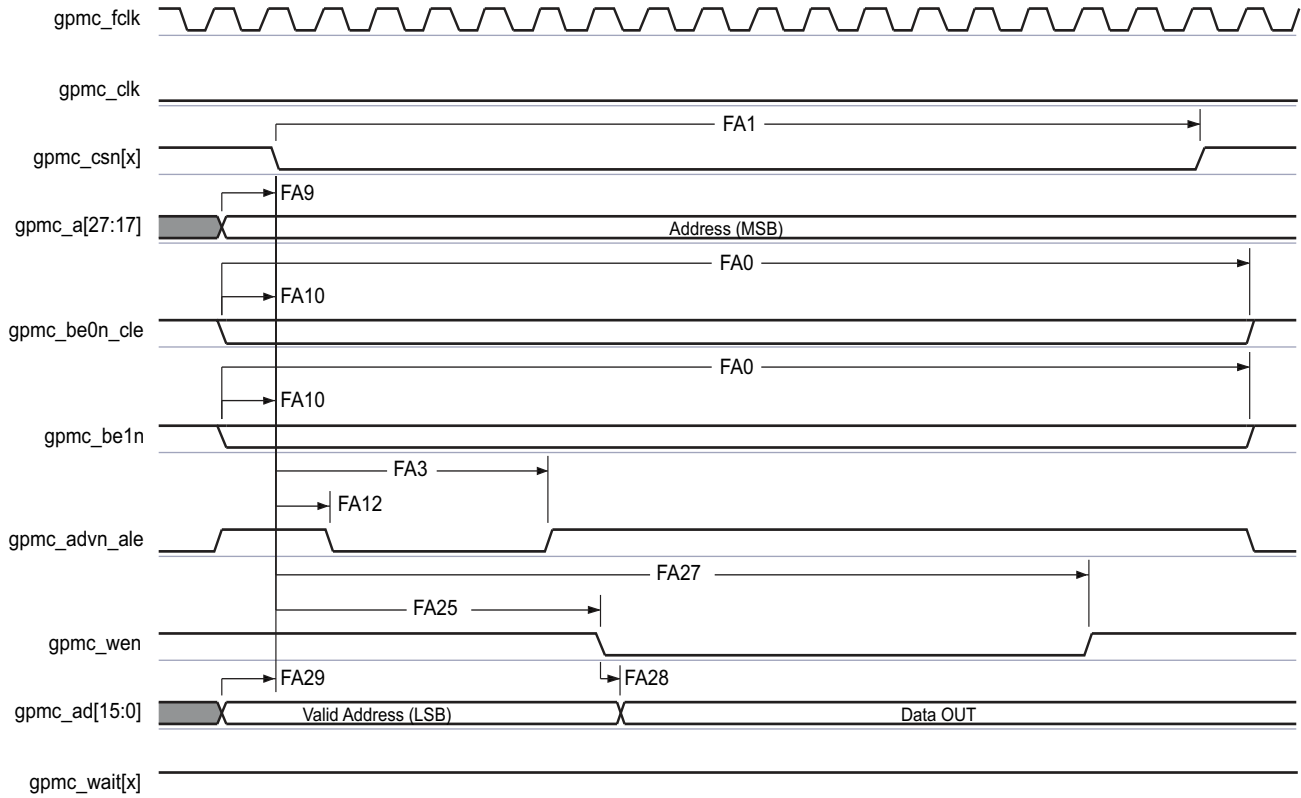 gpmc_fclk
gpmc_clk
FA1
gpmc_csn[x]
FA9
gpmc_a[27:17]
Address (MSB)
FA0
FA10
gpmc_be0n_cle
FA0
FA10
gpmc_be1n
FA3
FA12
gpmc_advn_ale
FA27
FA25
gpmc_wen
FA29
FA28
gpmc_ad[15:0]
Valid Address (LSB)
Data OUT
gpmc_wait[x]